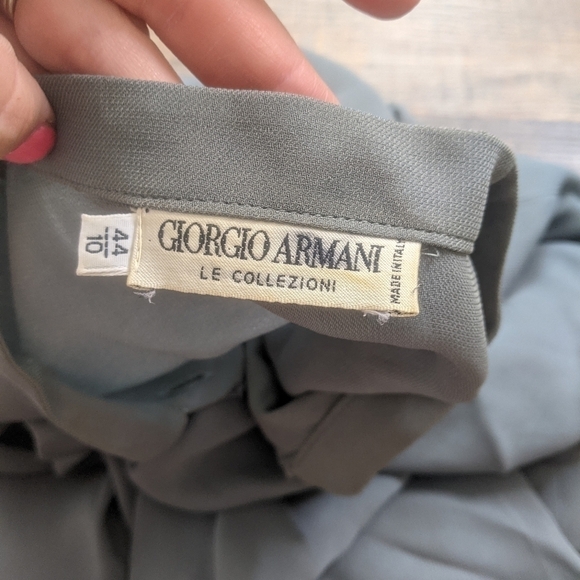 GIORGIO ARMANI
LE COLLEZIONI
MADE IN ITALY
44
10